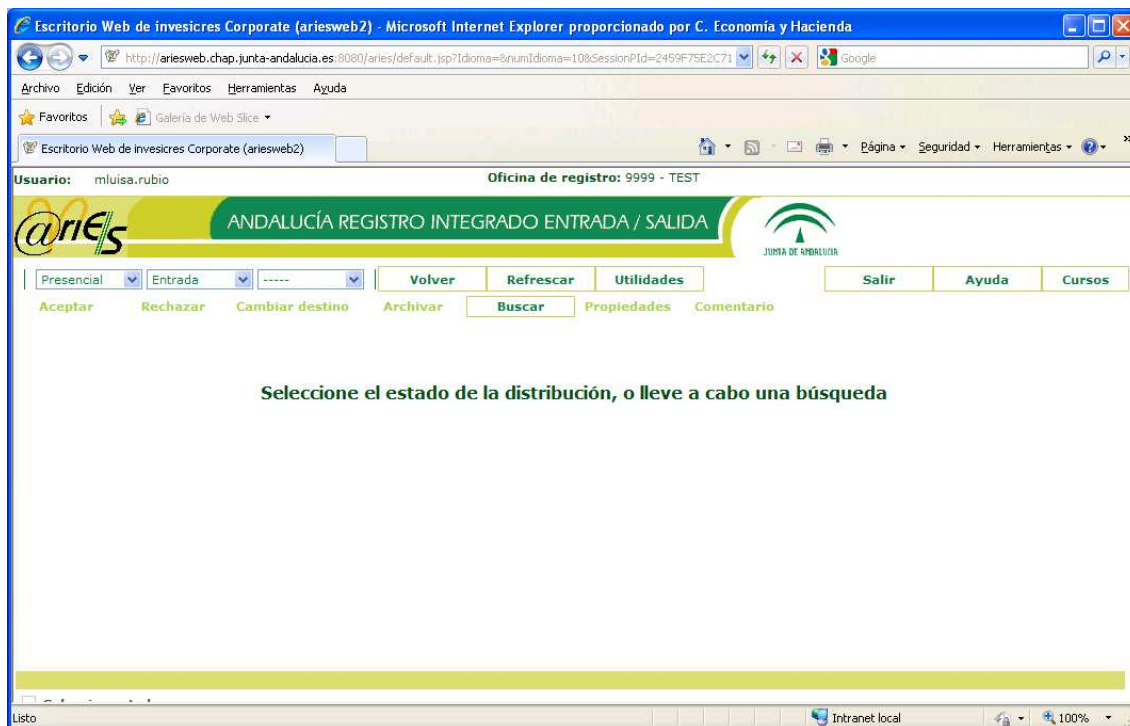 Escritorio Web de invesicres Corporate (ariesweb2) - Microsoft Internet Explorer proporcionado por C. Economía y Hacienda
http://ariesweb.chap.junta-andalucia.es:8080/aries/default.jsp?Idioma=&numIdioma=10&SessionPId=2459F75E2C71 Google
Archivo Edición Ver Favoritos Herramientas Ayuda
Favoritos Galería de Web Slice
Escritorio Web de invesicres Corporate (ariesweb2) Página Seguridad Herramientas
Usuario: mluisa.rubio Oficina de registro: 9999 - TEST
@riEs ANDALUCÍA REGISTRO INTEGRADO ENTRADA / SALIDA
JUNTA DE ANDALUCIA
Presencial Entrada ----- Volver Refrescar Utilidades Salir Ayuda Cursos
Aceptar Rechazar Cambiar destino Archivar Buscar Propiedades Comentario
Seleccione el estado de la distribución, o lleve a cabo una búsqueda
Listo Intranet local 100%